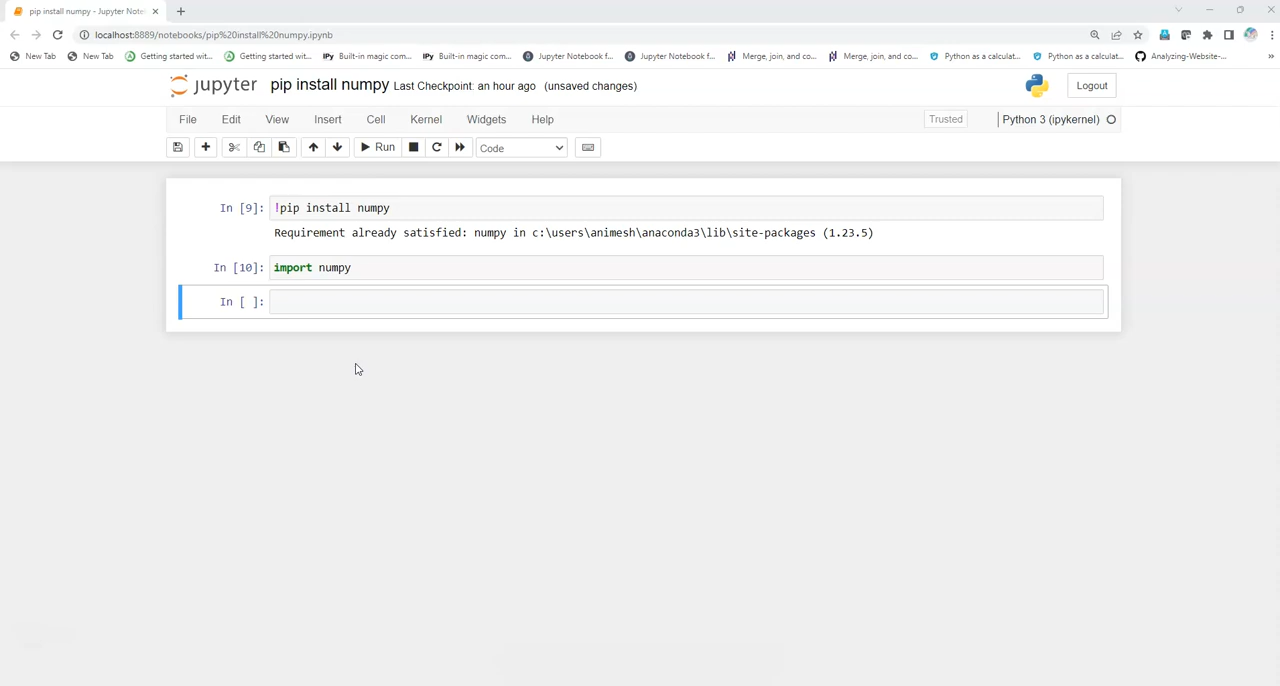 pip install numpy - Jupyter Note
localhost:8889/notebooks/pip%20install%20numpy.ipynb
New Tab New Tab Getting started wit... Getting started wit... IPy Built-in magic com... IPy Built-in magic com... Jupyter Notebook f... Jupyter Notebook f... Merge, join, and co... Merge, join, and co... Python as a calculat... Python as a calculat... Analyzing-Website-... »
jupyter pip install numpy Last Checkpoint: an hour ago (unsaved changes) Logout
File Edit View Insert Cell Kernel Widgets Help Trusted Python 3 (ipykernel)
Run Code
In [9]: !pip install numpy
Requirement already satisfied: numpy in c:\users\animesh\anaconda3\lib\site-packages (1.23.5)
In [10]: import numpy
In [ ]: